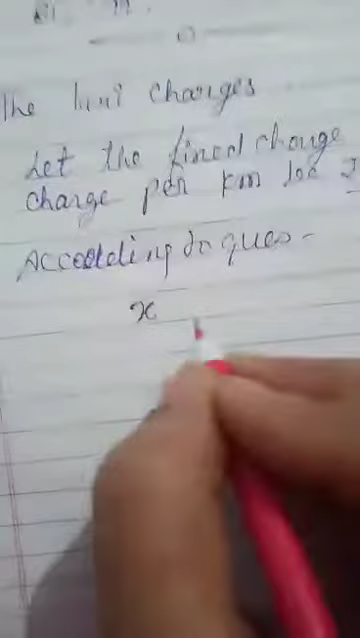 The taxi charges
Let the fixed charge
charge per km be
According to ques -
x